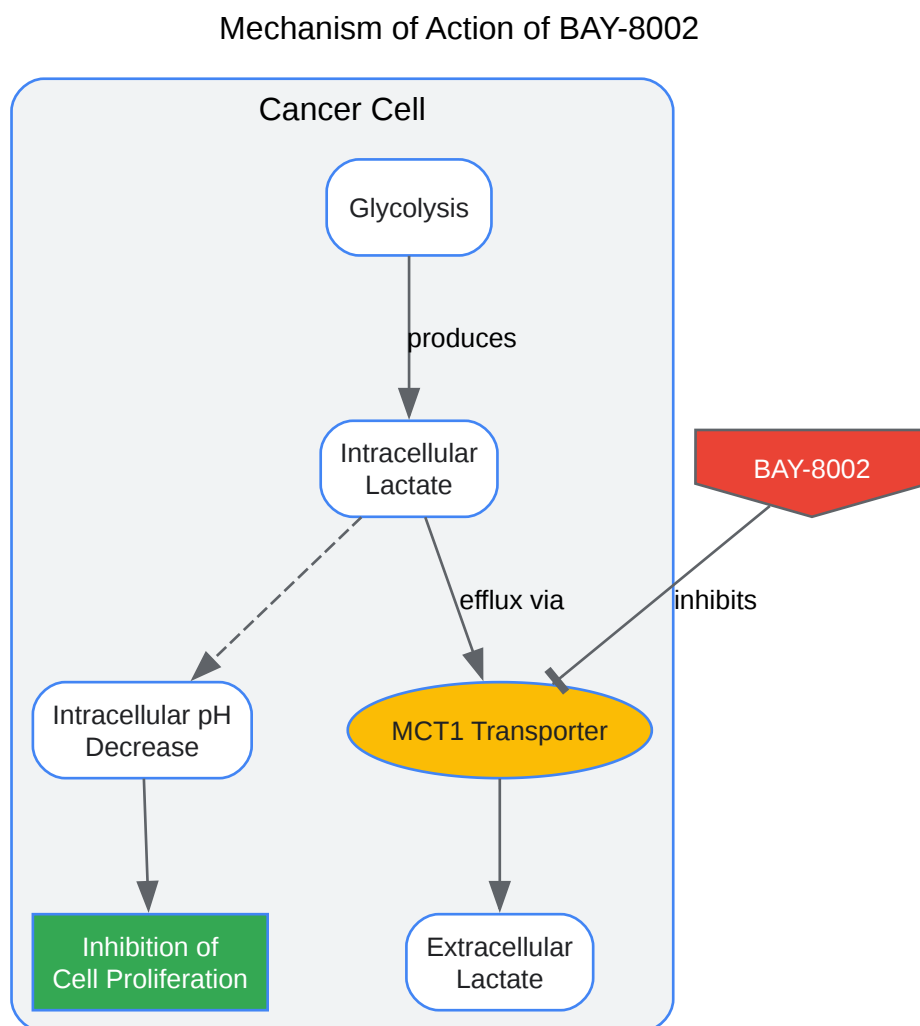 Mechanism of Action of BAY-8002
Cancer Cell
Glycolysis
produces
Intracellular
Lactate
BAY-8002
efflux via
inhibits
Intracellular pH
Decrease
MCT1 Transporter
Inhibition of
Cell Proliferation
Extracellular
Lactate